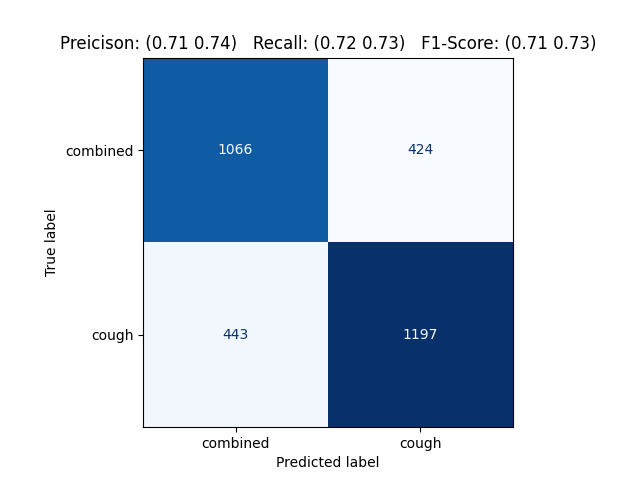 Preicison: (0.71 0.74)   Recall: (0.72 0.73)   F1-Score: (0.71 0.73)
combined 1066 424
True label
cough 443 1197
combined cough
Predicted label